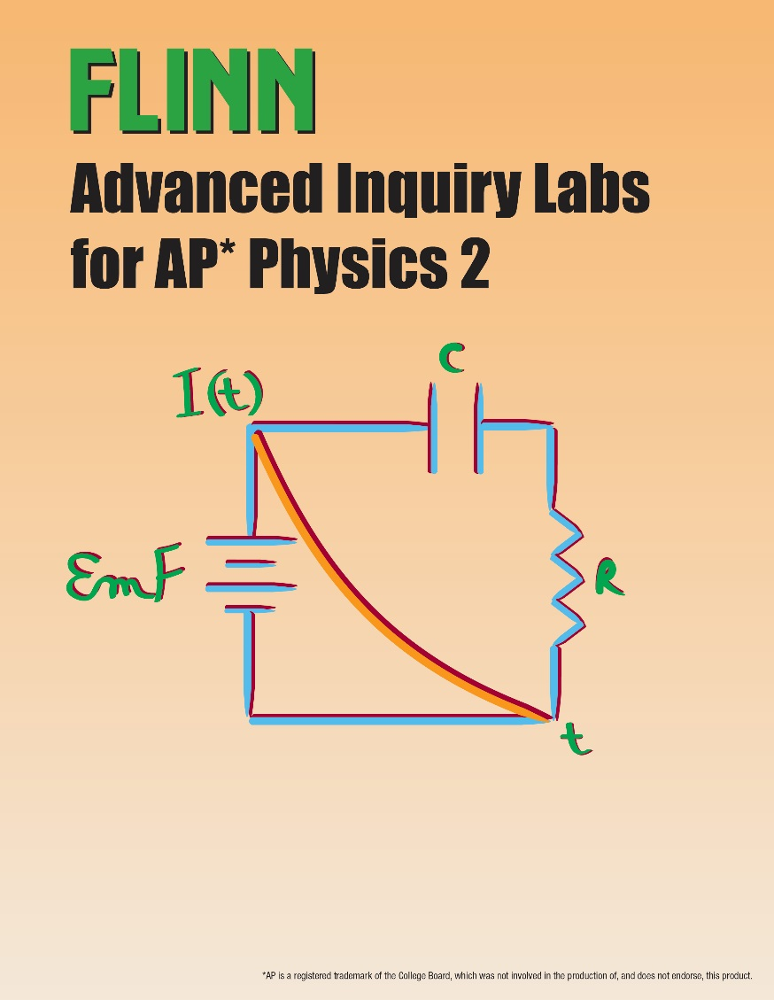 FLINN
Advanced Inquiry Labs
for AP* Physics 2
C
I(t)
EmF
R
t
*AP is a registered trademark of the College Board, which was not involved in the production of, and does not endorse, this product.